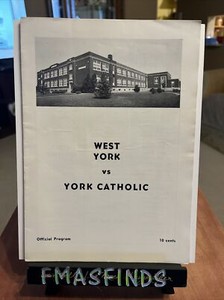 WEST
YORK
vs
YORK CATHOLIC
Official Program 10 cents
FMASFINDS